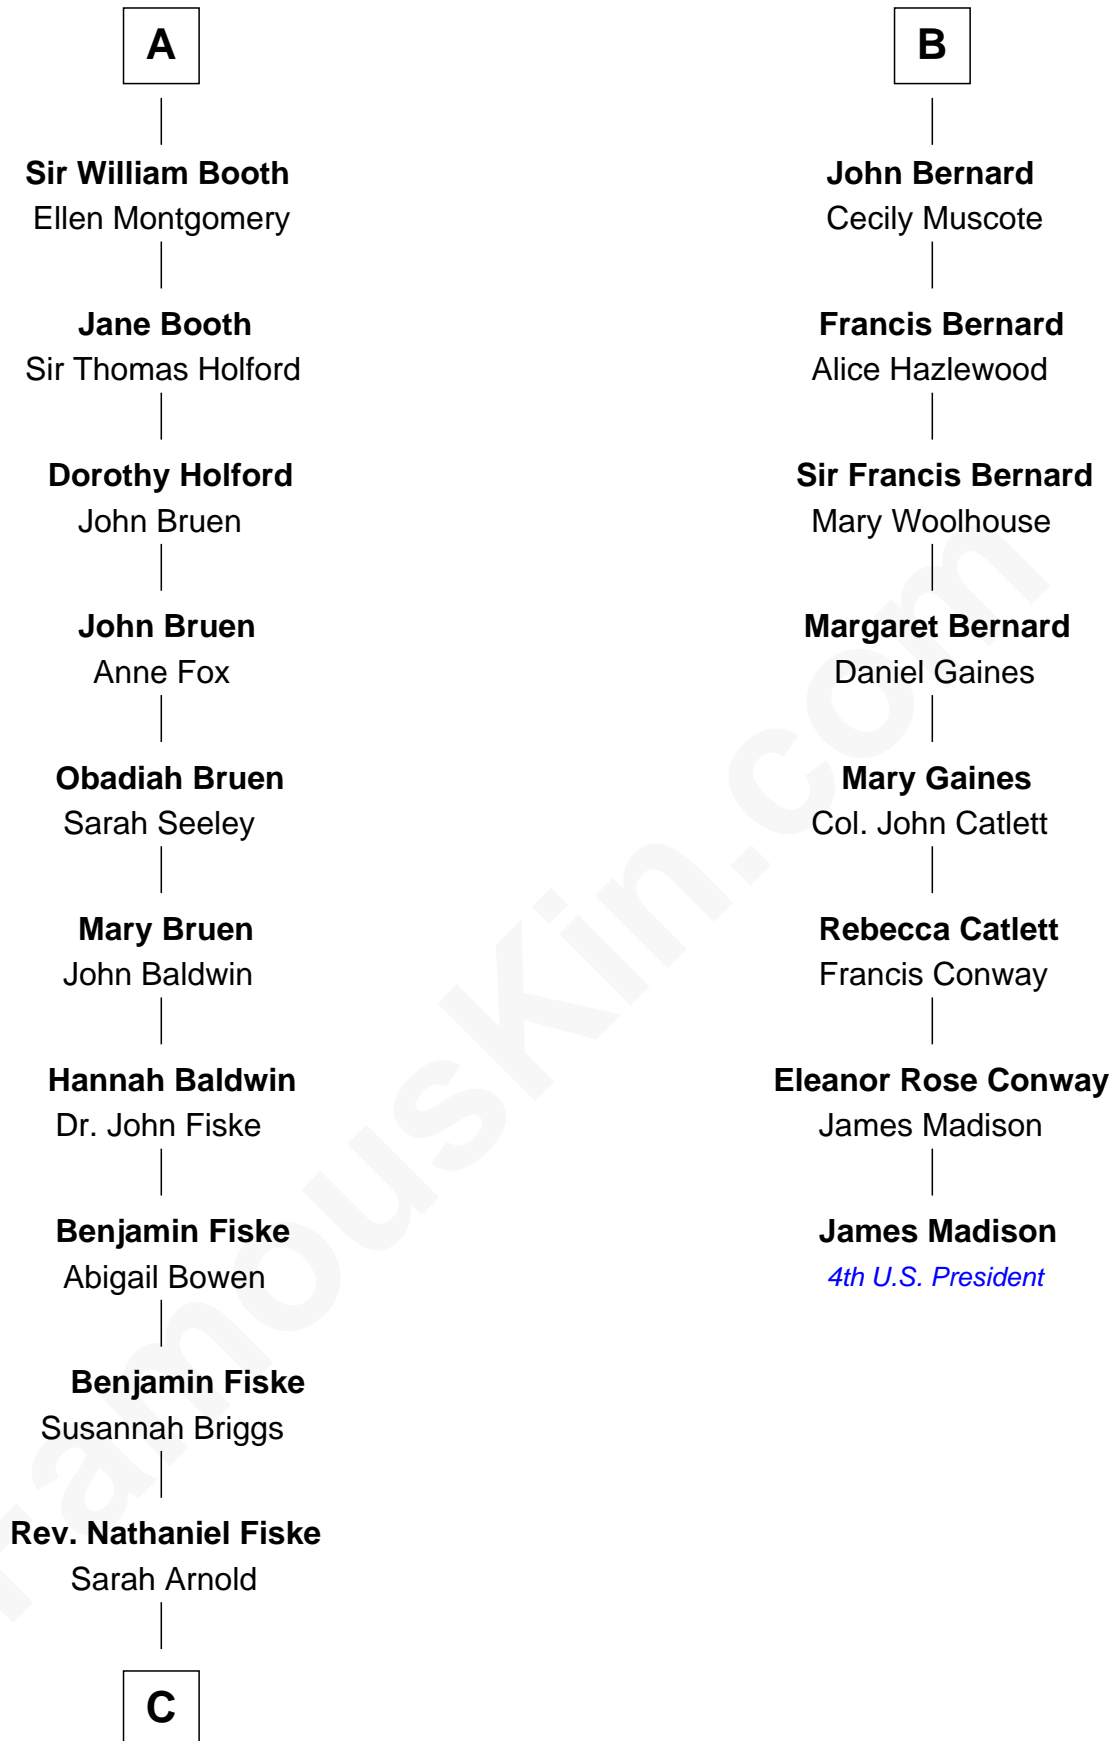 A
Sir William Booth
Ellen Montgomery
Jane Booth
Sir Thomas Holford
Dorothy Holford
John Bruen
John Bruen
Anne Fox
Obadiah Bruen
Sarah Seeley
Mary Bruen
John Baldwin
Hannah Baldwin
Dr. John Fiske
Benjamin Fiske
Abigail Bowen
Benjamin Fiske
Susannah Briggs
Rev. Nathaniel Fiske
Sarah Arnold
C
B
John Bernard
Cecily Muscote
Francis Bernard
Alice Hazlewood
Sir Francis Bernard
Mary Woolhouse
Margaret Bernard
Daniel Gaines
Mary Gaines
Col. John Catlett
Rebecca Catlett
Francis Conway
Eleanor Rose Conway
James Madison
James Madison
4th U.S. President
FamousKin.com